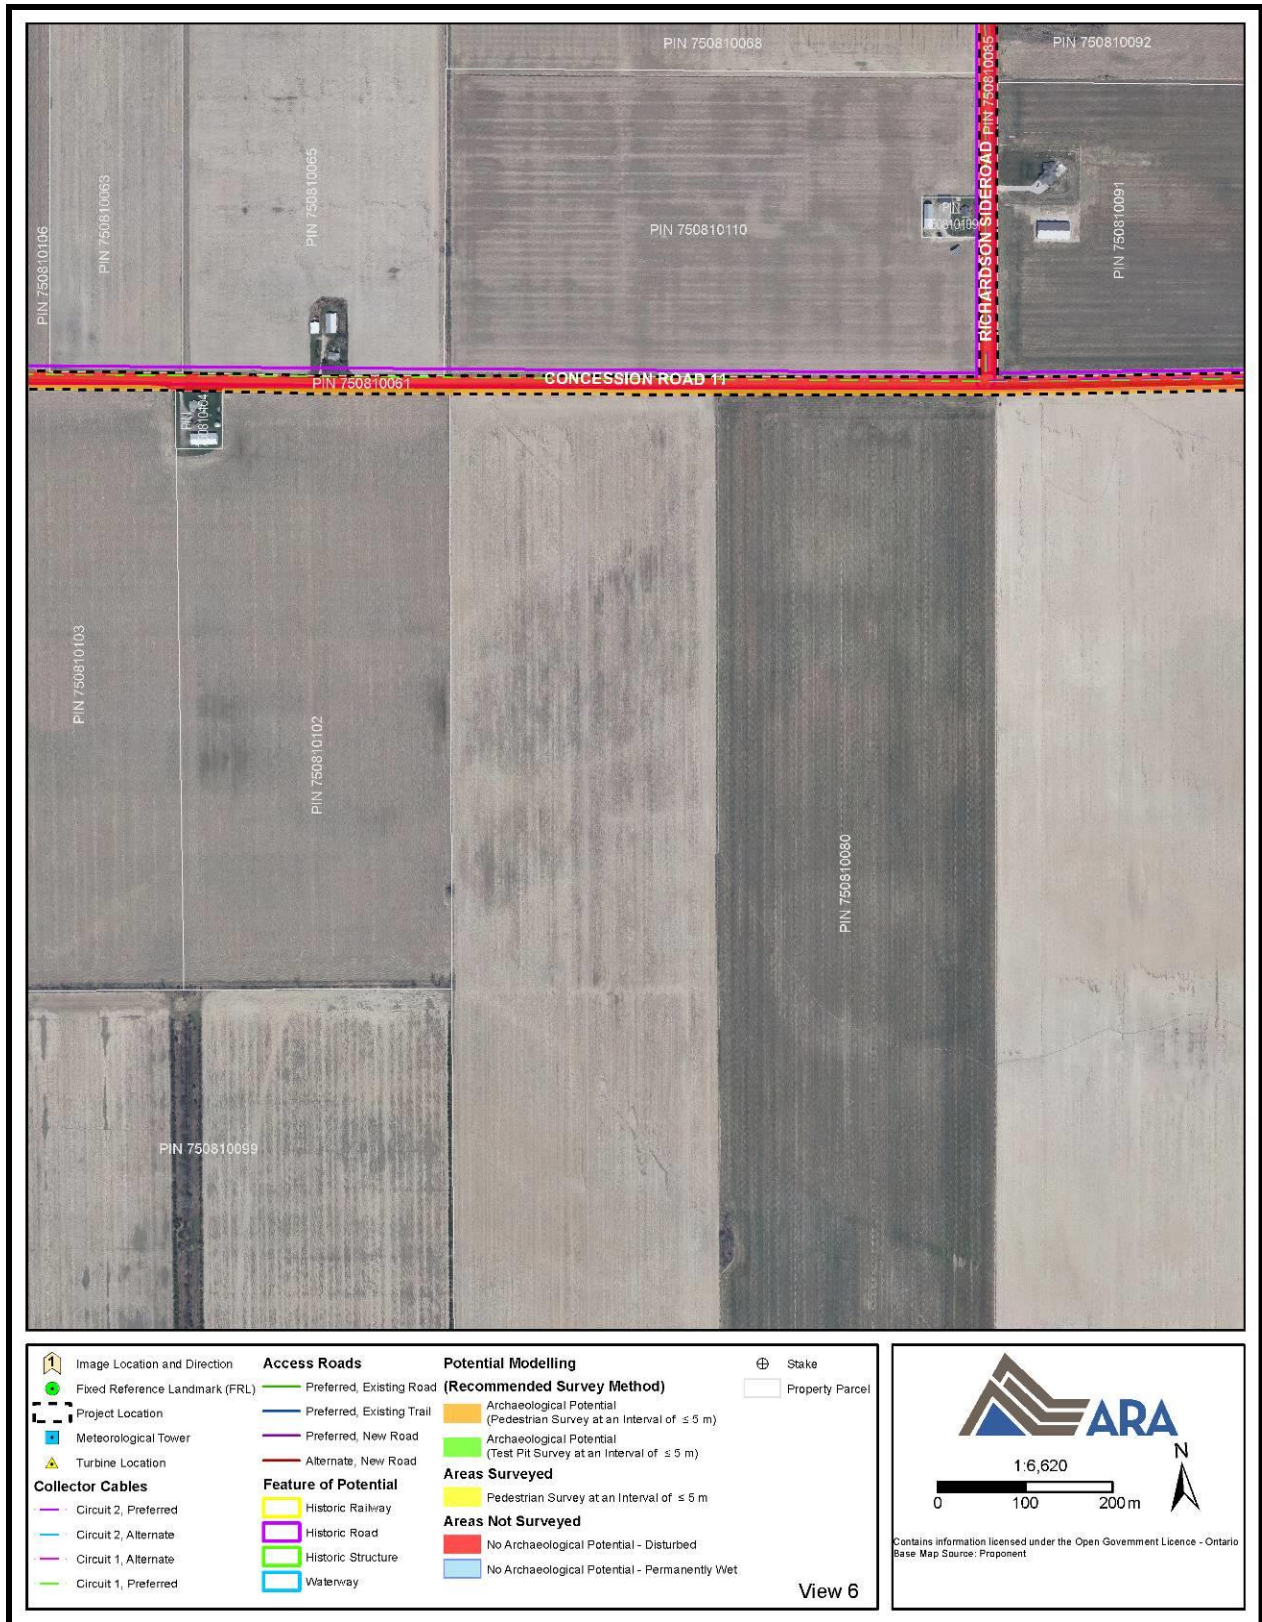 PIN 750810068
PIN 750810092
PIN 750810085
PIN 750810063
PIN 750810065
PIN 750810106
PIN 750810110
PIN
750810109
PIN 750810091
RICHARDSON SIDEROAD
PIN 750810061
CONCESSION ROAD 11
PIN
PIN 750810103
PIN 750810102
PIN 750810080
PIN 750810099
1 Image Location and Direction
Fixed Reference Landmark (FRL)
Project Location
Meteorological Tower
Turbine Location
Collector Cables
Circuit 2, Preferred
Circuit 2, Alternate
Circuit 1, Alternate
Circuit 1, Preferred
Access Roads
Preferred, Existing Road
Preferred, Existing Trail
Preferred, New Road
Alternate, New Road
Feature of Potential
Historic Railway
Historic Road
Historic Structure
Waterway
Potential Modelling
(Recommended Survey Method)
Archaeological Potential
(Pedestrian Survey at an Interval of ≤ 5 m)
Archaeological Potential
(Test Pit Survey at an Interval of ≤ 5 m)
Areas Surveyed
Pedestrian Survey at an Interval of ≤ 5 m
Areas Not Surveyed
No Archaeological Potential - Disturbed
No Archaeological Potential - Permanently Wet
Stake
Property Parcel
View 6
ARA
N
1:6,620
0 100 200 m
Contains information licensed under the Open Government Licence - Ontario
Base Map Source: Proponent